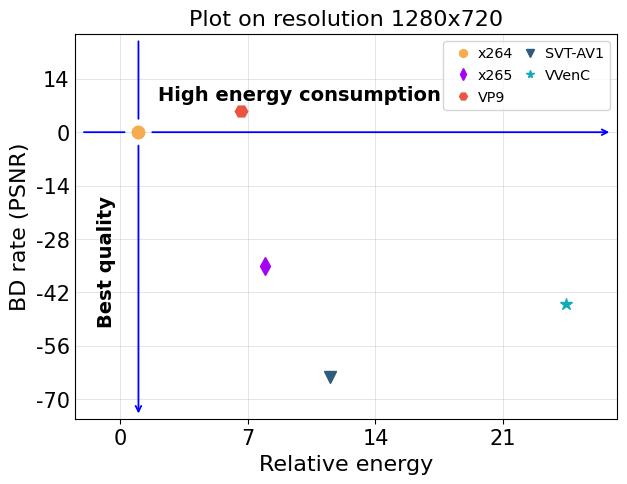 Plot on resolution 1280x720
x264
x265
VP9
SVT-AV1
VVenC
High energy consumption
Best quality
BD rate (PSNR)
14
0
-14
-28
-42
-56
-70
0 7 14 21
Relative energy